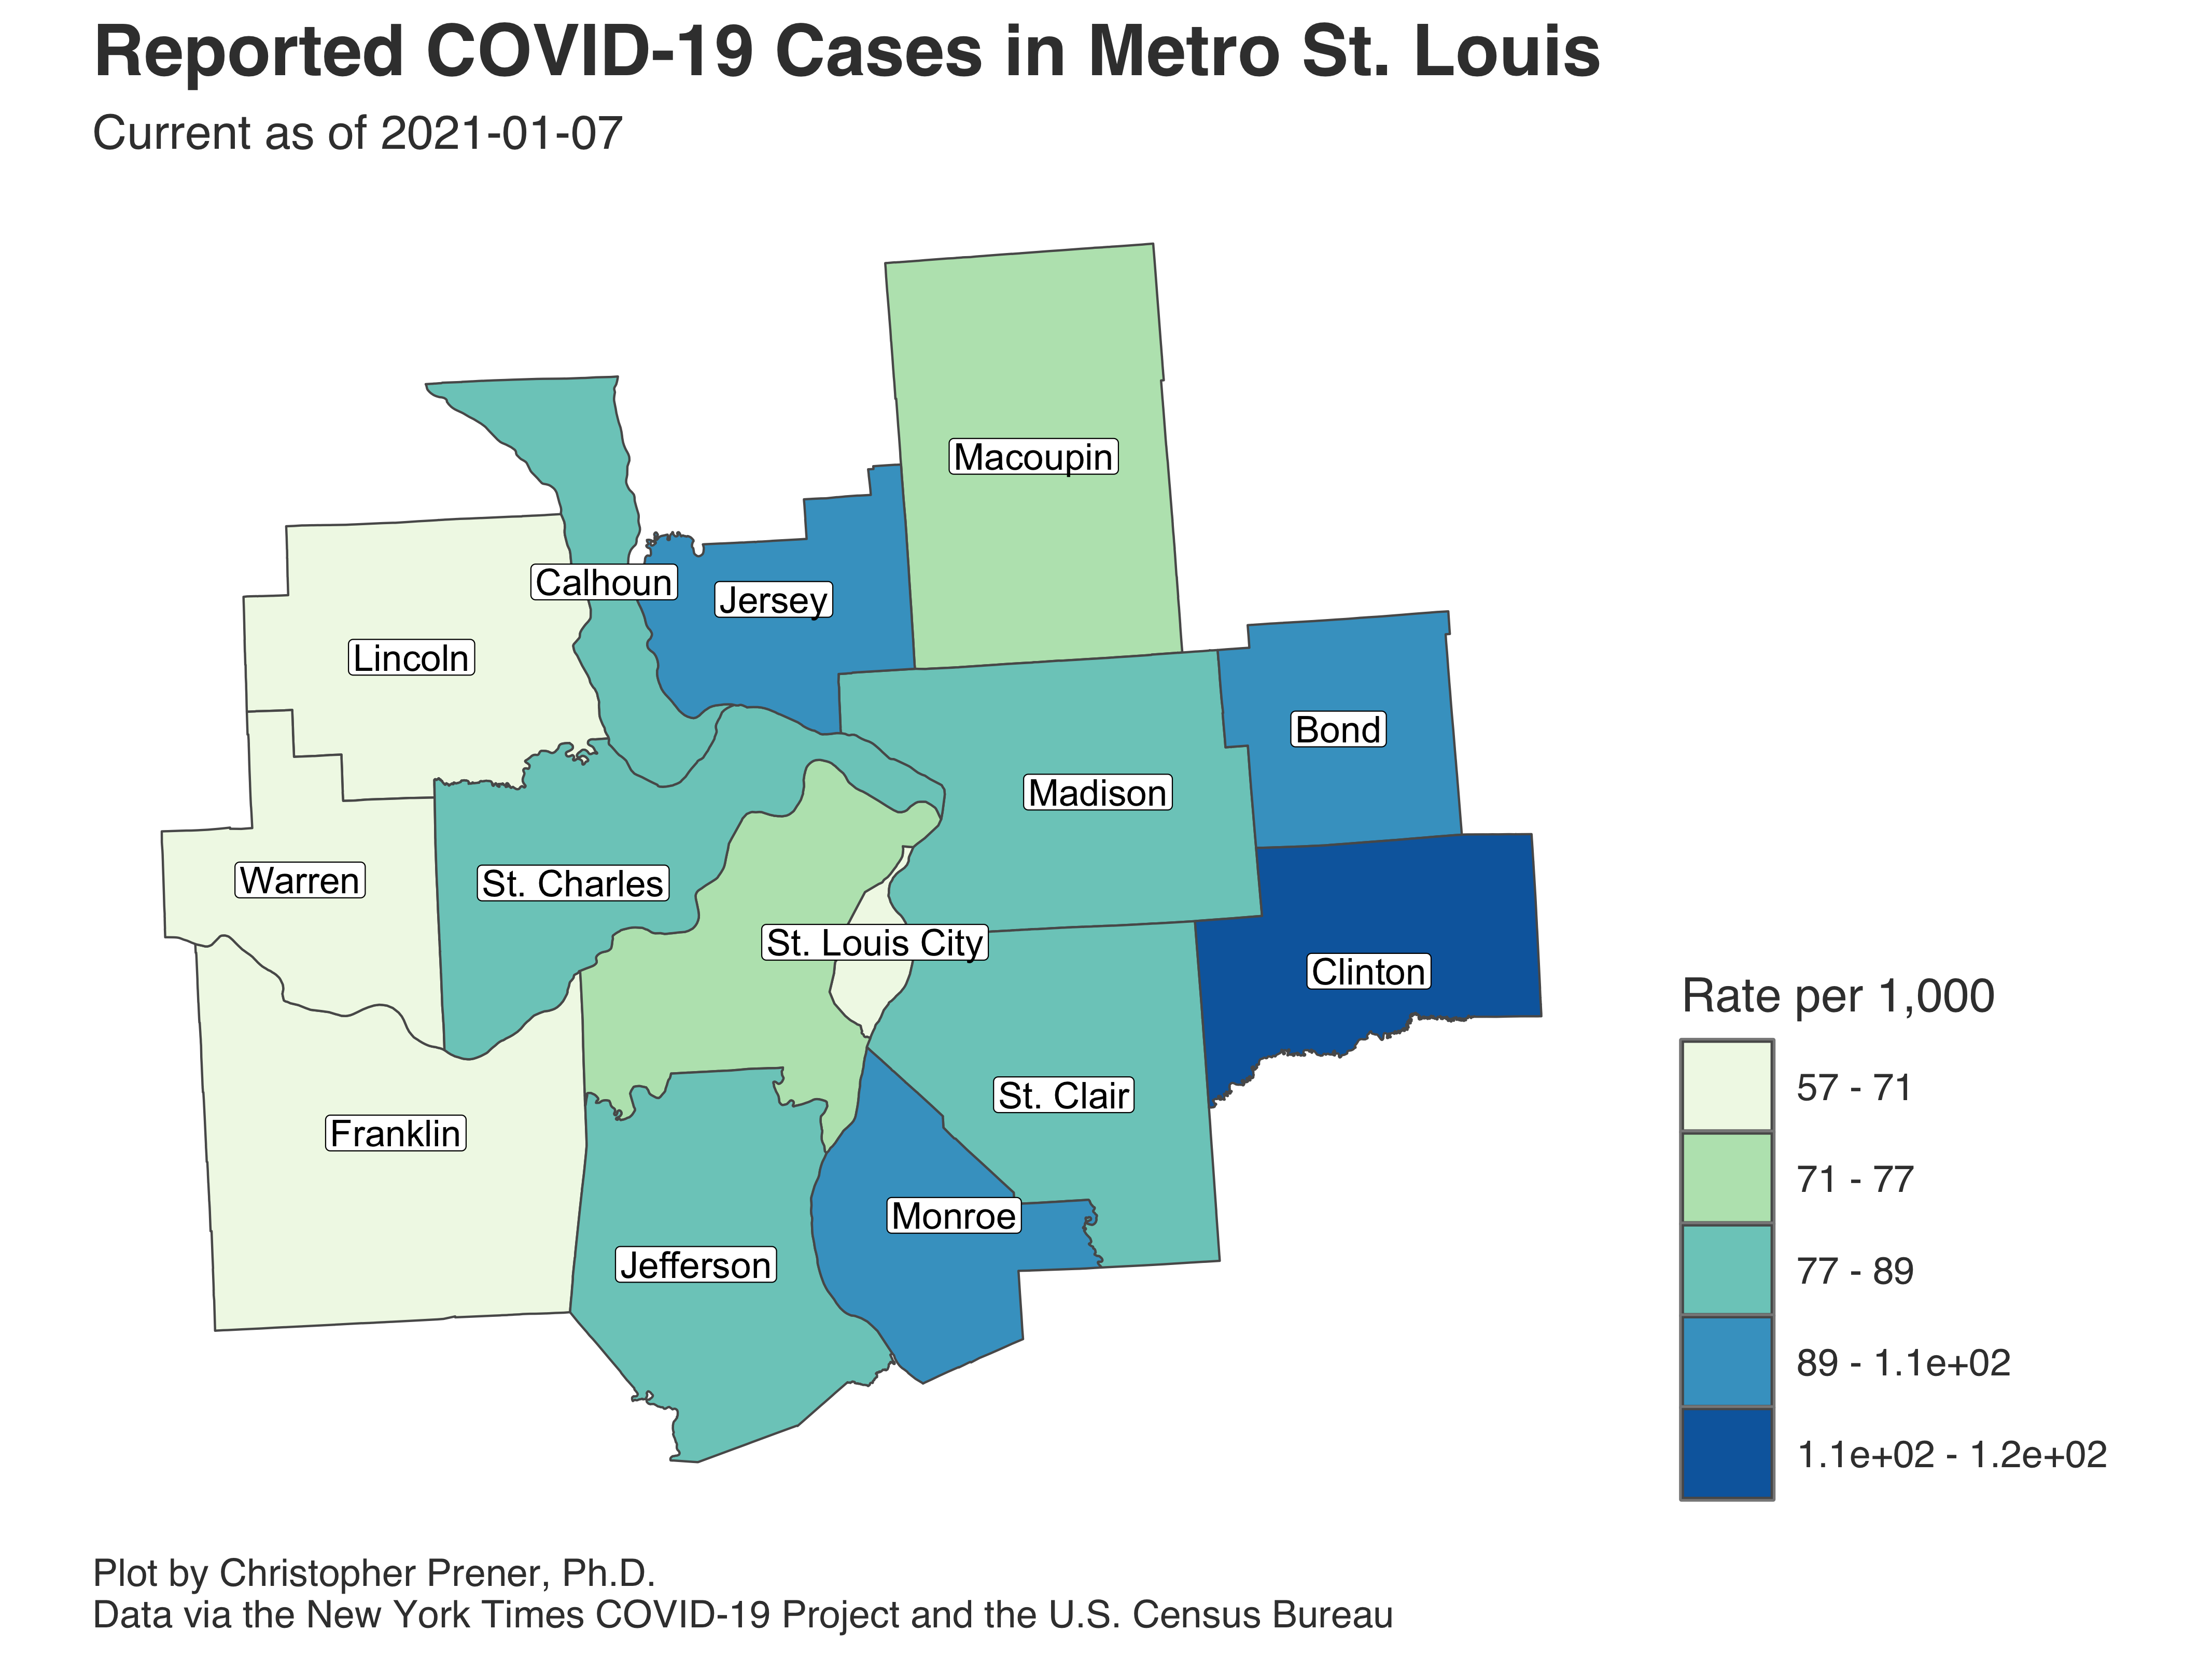 Reported COVID-19 Cases in Metro St. Louis
Current as of 2021-01-07
Macoupin
Calhoun
Jersey
Lincoln
Bond
Madison
Warren
St. Charles
St. Louis City
Clinton
St. Clair
Franklin
Monroe
Jefferson
Rate per 1,000
57 - 71
71 - 77
77 - 89
89 - 1.1e+02
1.1e+02 - 1.2e+02
Plot by Christopher Prener, Ph.D.
Data via the New York Times COVID-19 Project and the U.S. Census Bureau